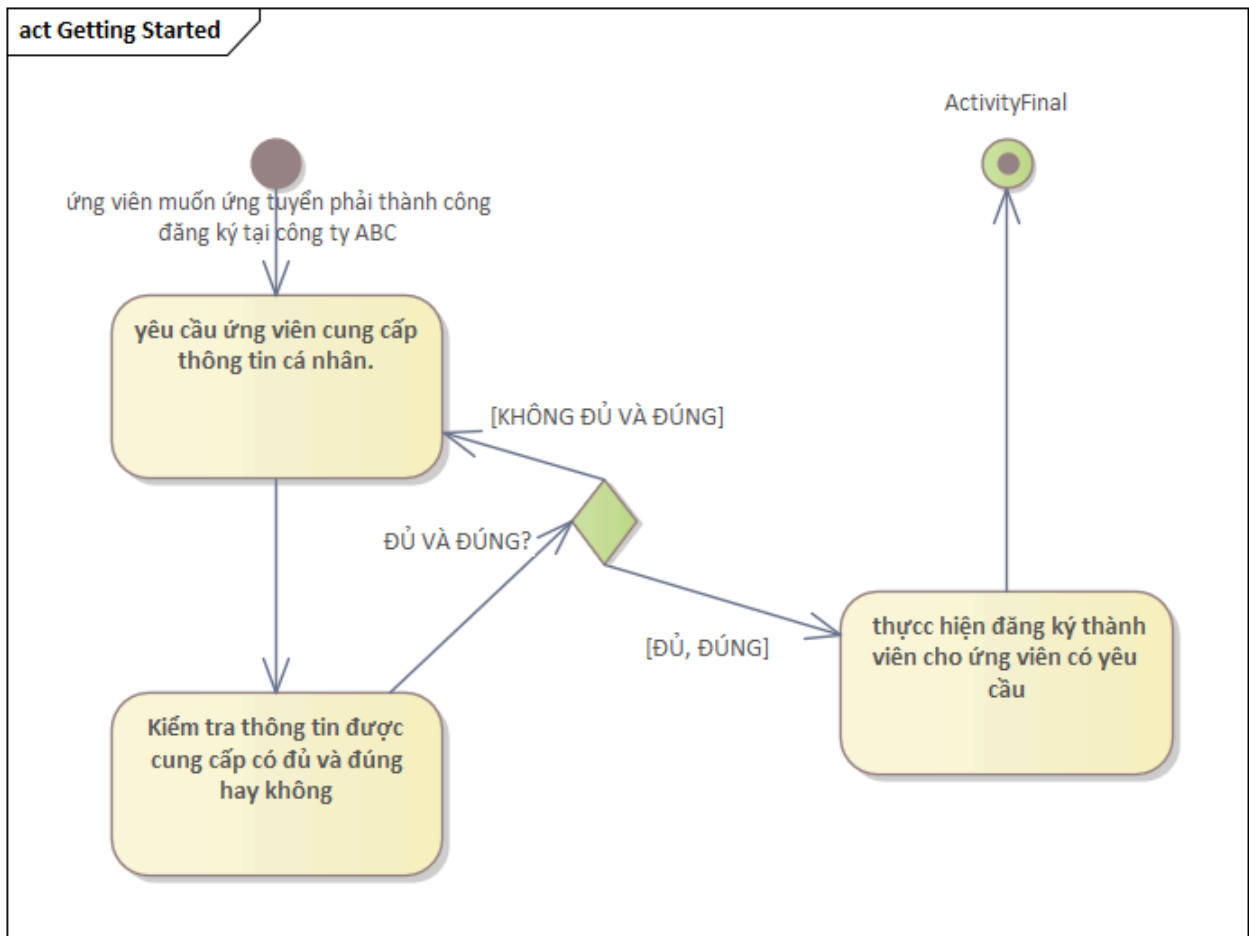 act Getting Started
ActivityFinal
ứng viên muốn ứng tuyển phải thành công
đăng ký tại công ty ABC
yêu cầu ứng viên cung cấp
thông tin cá nhân.
[KHÔNG ĐỦ VÀ ĐÚNG]
ĐỦ VÀ ĐÚNG?
[ĐỦ, ĐÚNG]
thựcc hiện đăng ký thành
viên cho ứng viên có yêu
cầu
Kiểm tra thông tin được
cung cấp có đủ và đúng
hay không